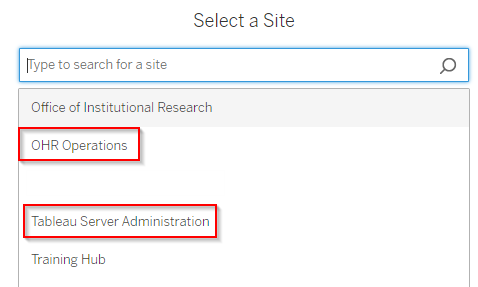 Select a Site
Type to search for a site
Office of Institutional Research
OHR Operations
Tableau Server Administration
Training Hub